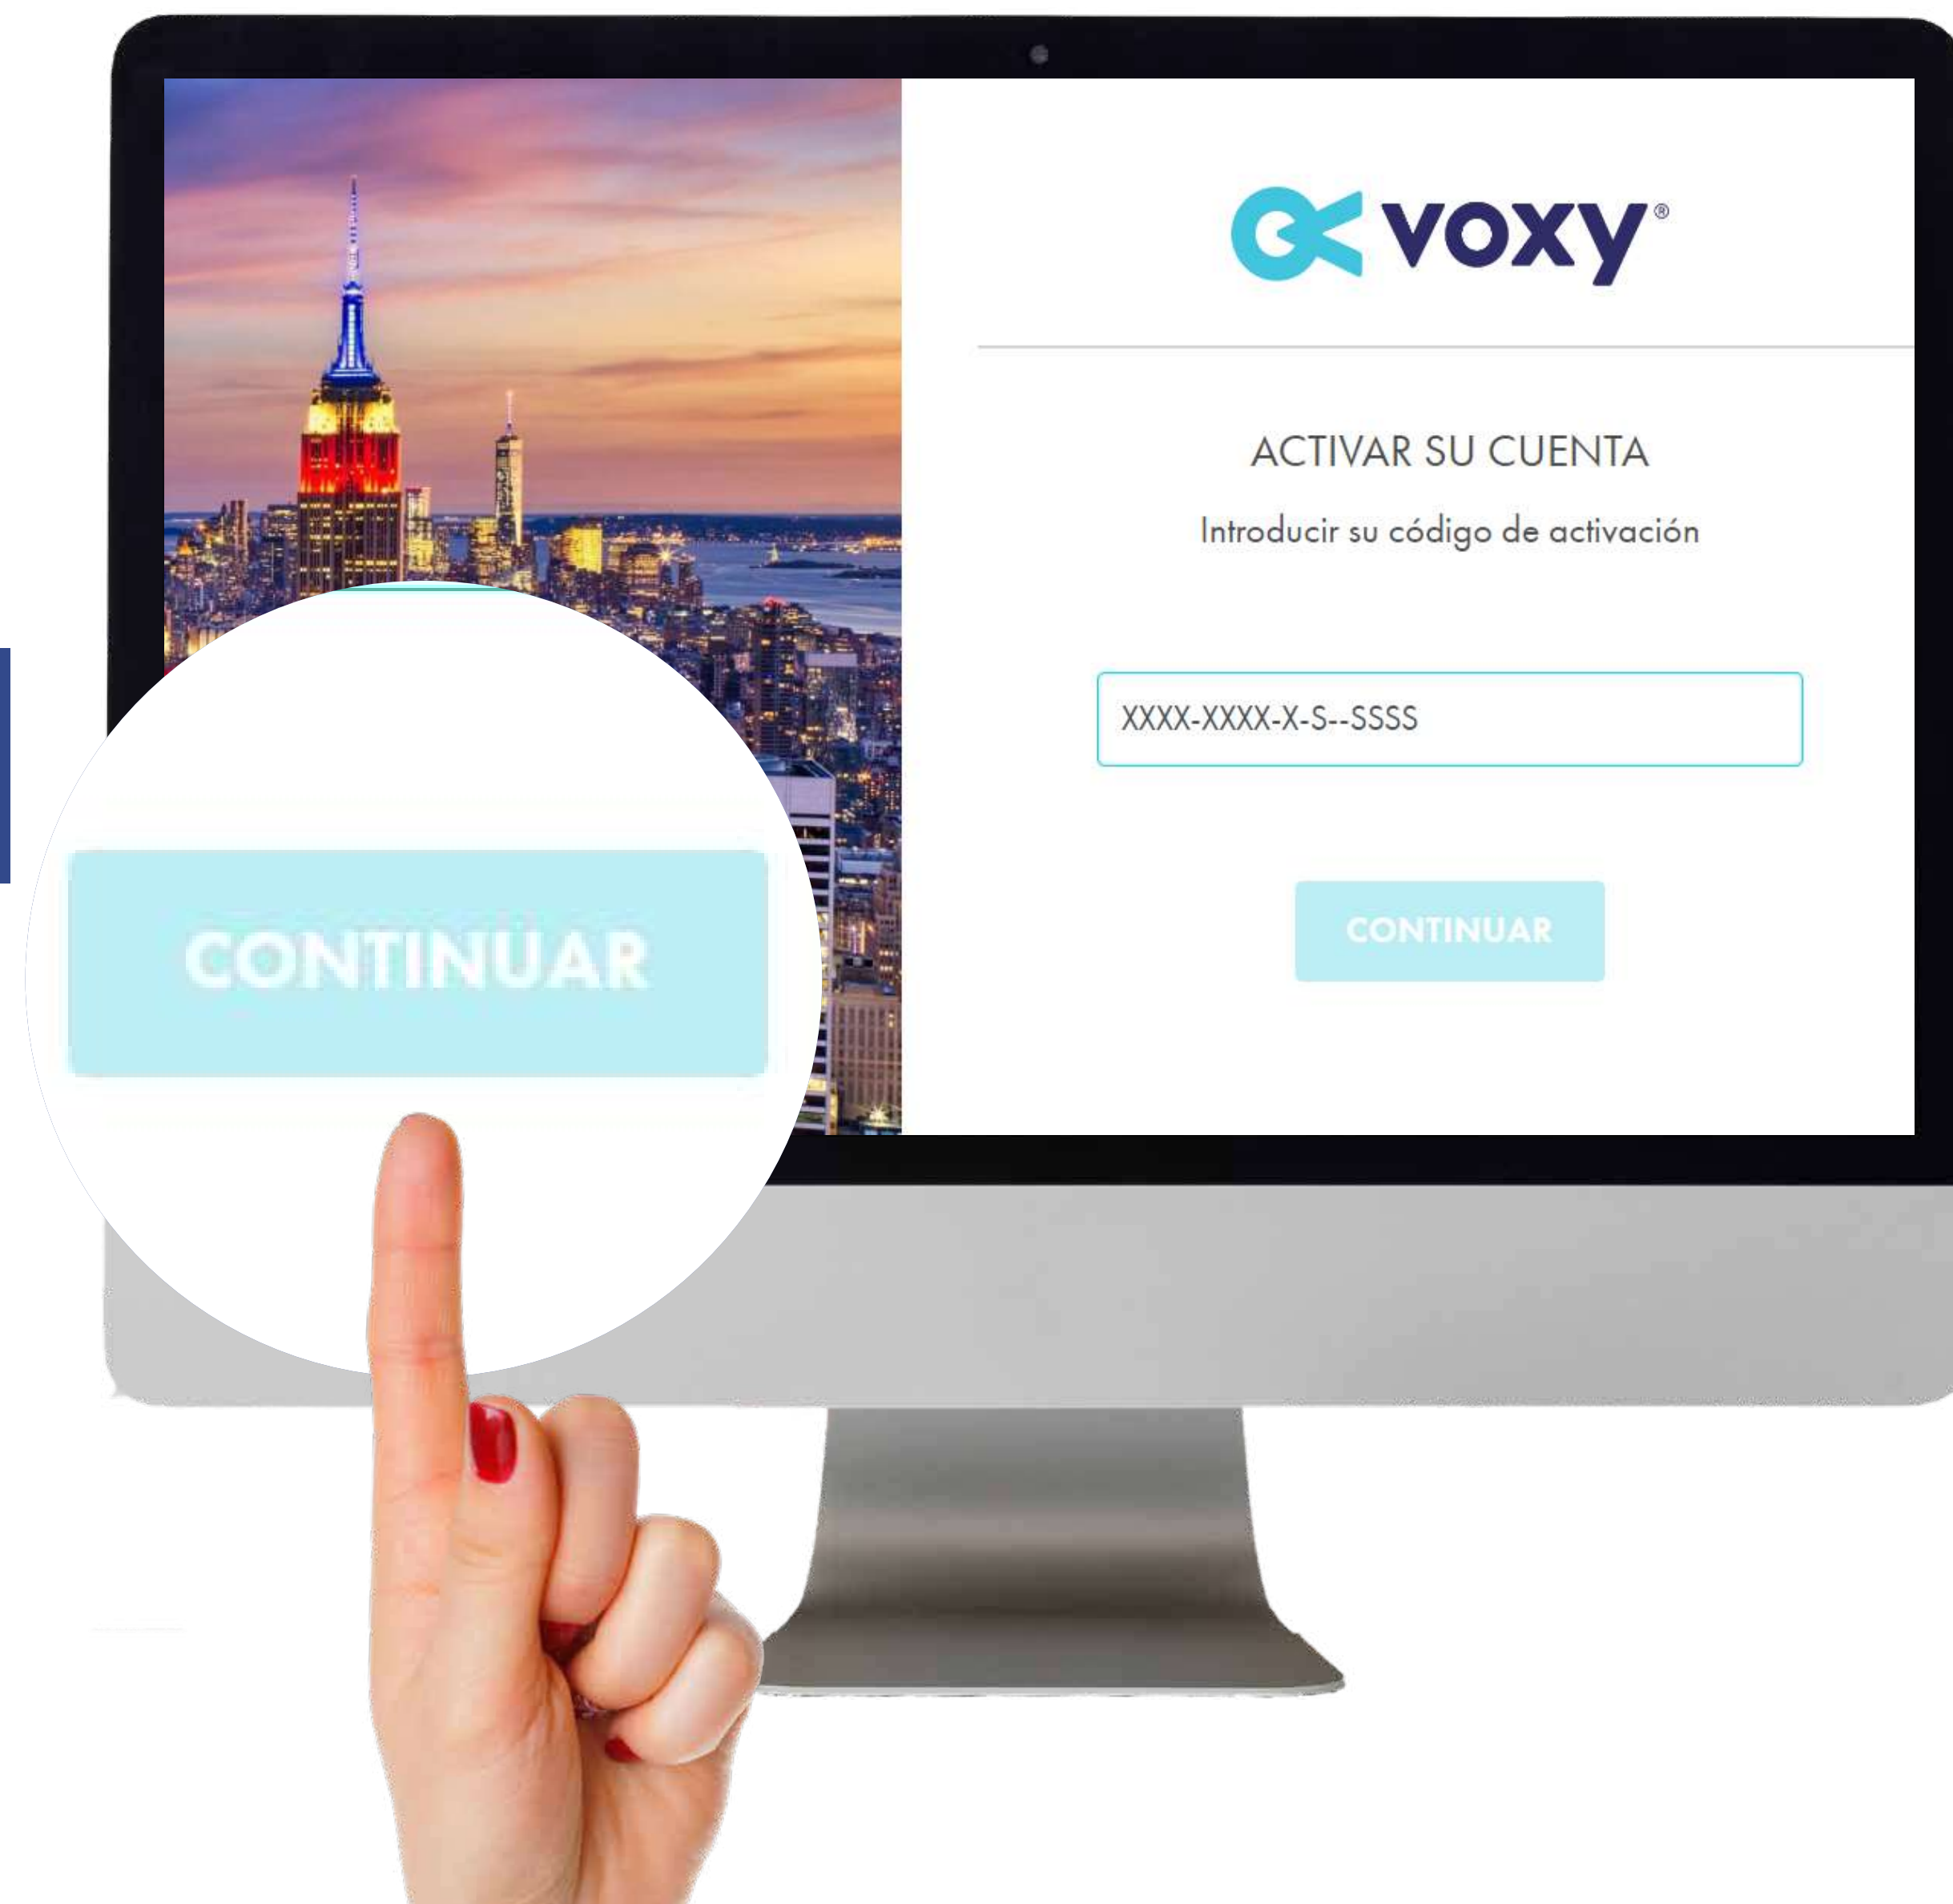 voxy®
ACTIVAR SU CUENTA
Introducir su código de activación
XXXX-XXXX-X-S--SSSS
CONTINUAR
CONTINUAR